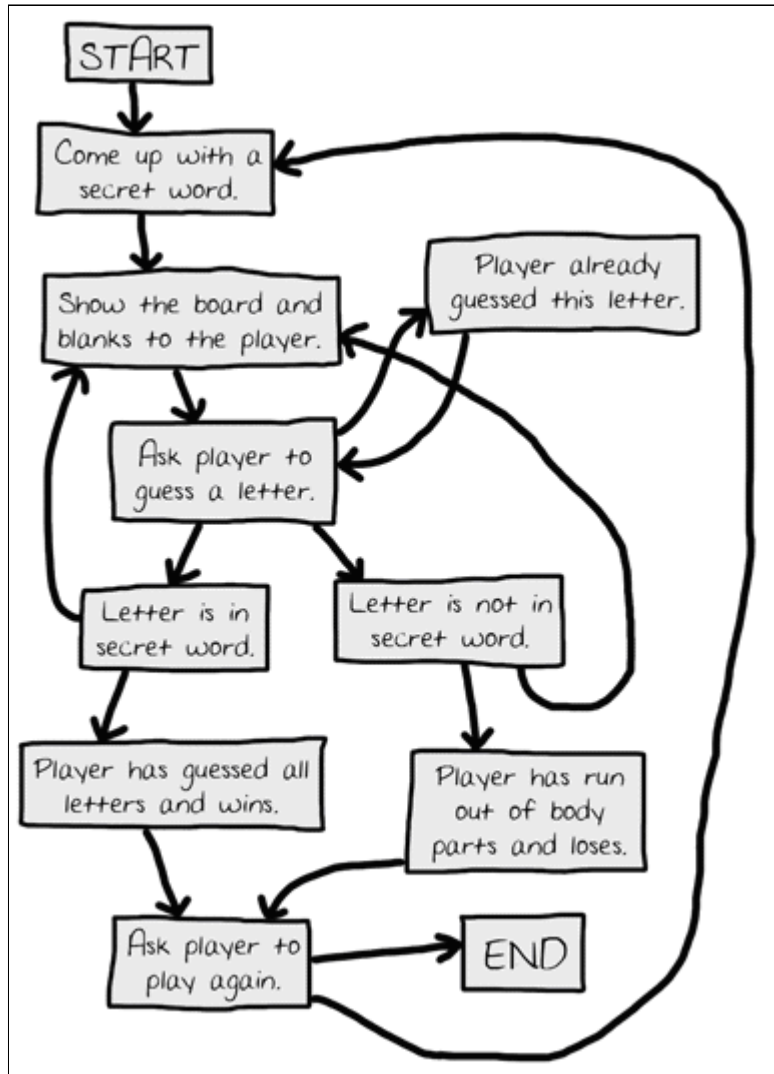 START
Come up with a
secret word.
Player already
guessed this letter.
Show the board and
blanks to the player.
Ask player to
guess a letter.
Letter is in
secret word.
Letter is not in
secret word.
Player has guessed all
letters and wins.
Player has run
out of body
parts and loses.
Ask player to
play again.
END